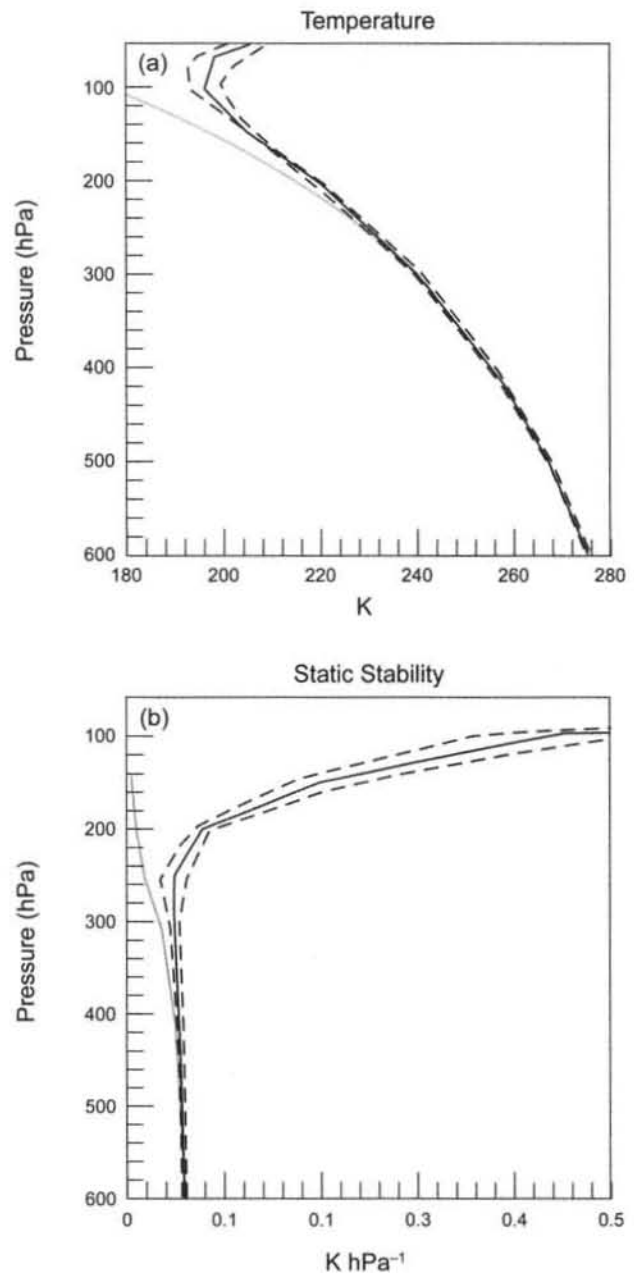 Temperature
(a)
100
200
300
400
500
600
Pressure (hPa)
180 200 220 240 260 280
K
Static Stability
(b)
100
200
300
400
500
600
Pressure (hPa)
0 0.1 0.1 0.3 0.4 0.5
K hPa⁻¹